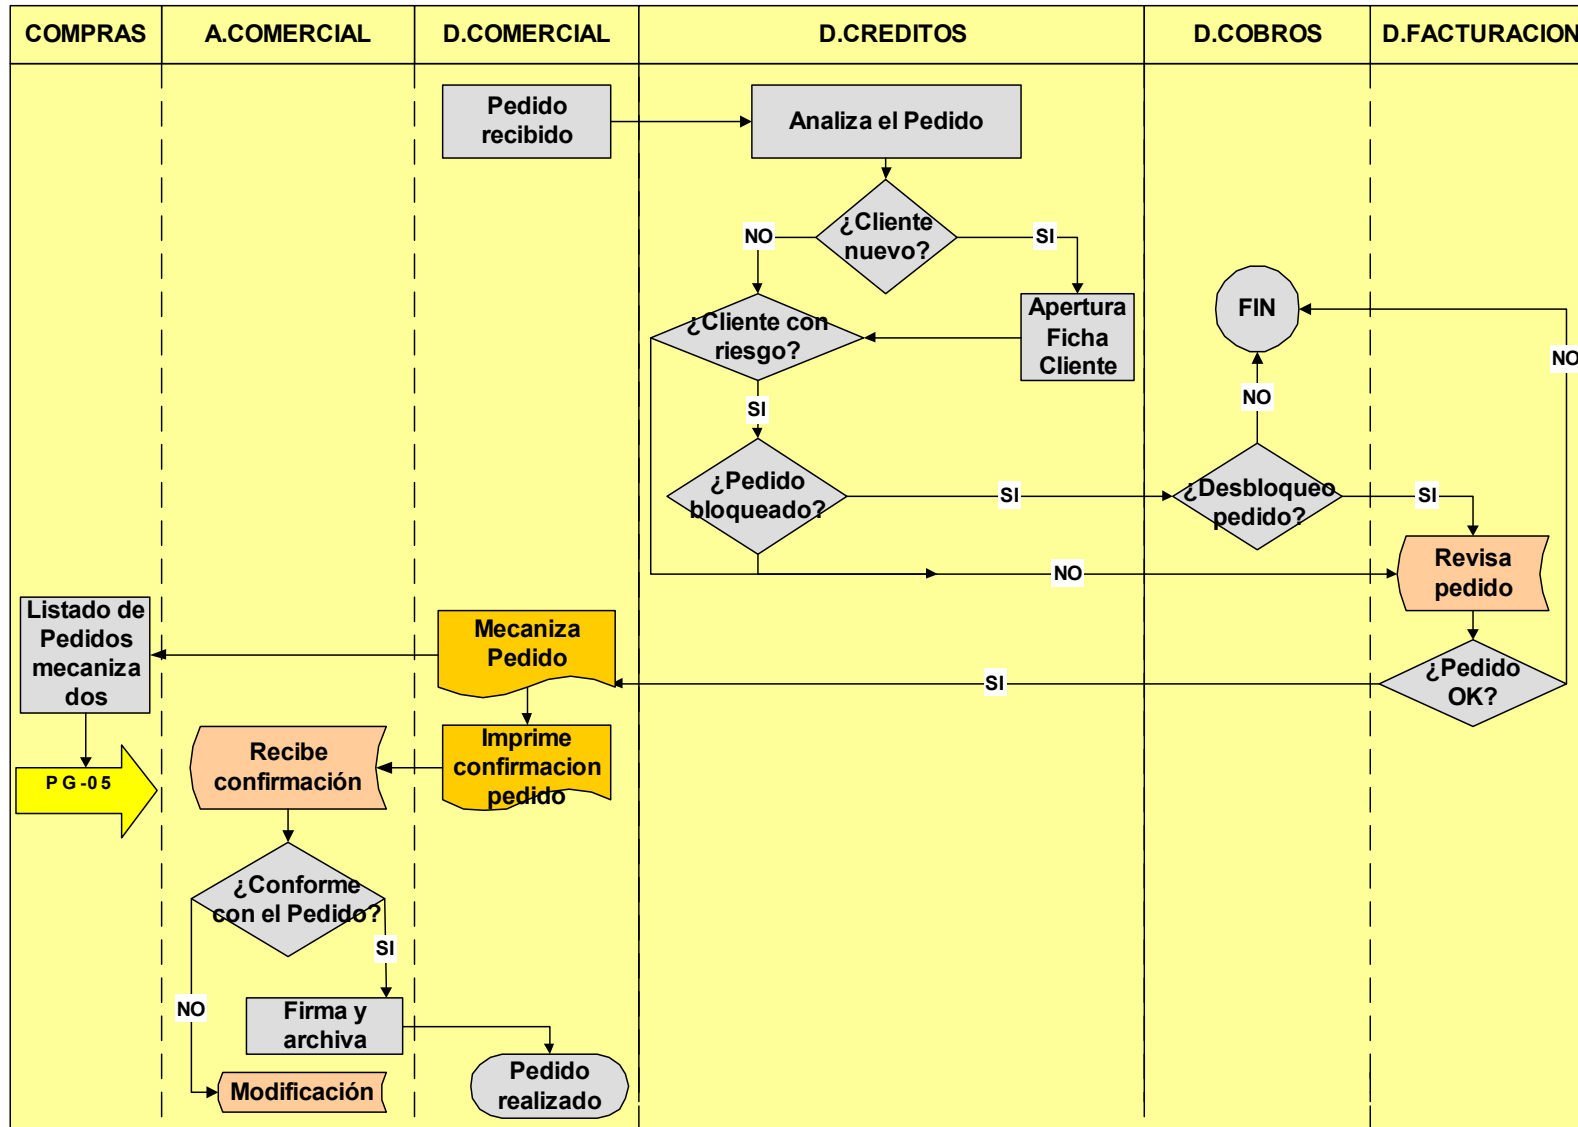 COMPRAS
A.COMERCIAL
D.COMERCIAL
D.CREDITOS
D.COBROS
D.FACTURACION
Pedido
recibido
Analiza el Pedido
¿Cliente
nuevo?
NO
SI
¿Cliente con
riesgo?
Apertura
Ficha
Cliente
FIN
NO
SI
NO
¿Pedido
bloqueado?
SI
¿Desbloqueo
pedido?
SI
NO
Revisa
pedido
Listado de
Pedidos
mecaniza
dos
Mecaniza
Pedido
SI
¿Pedido
OK?
PG-05
Recibe
confirmación
Imprime
confirmacion
pedido
¿Conforme
con el Pedido?
SI
NO
Firma y
archiva
Modificación
Pedido
realizado